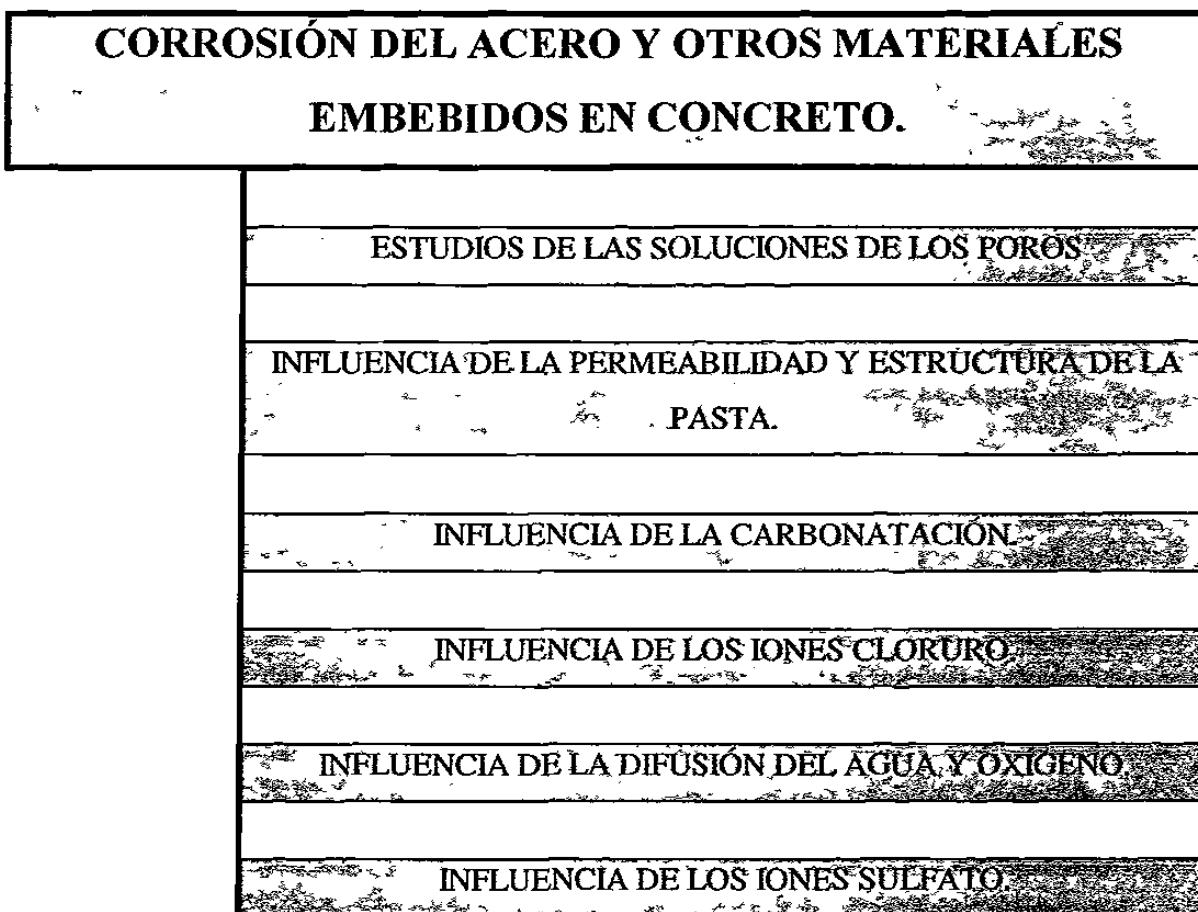 CORROSIÓN DEL ACERO Y OTROS MATERIALES
EMBEBIDOS EN CONCRETO.
ESTUDIOS DE LAS SOLUCIONES DE LOS POROS
INFLUENCIA DE LA PERMEABILIDAD Y ESTRUCTURA DE LA
PASTA.
INFLUENCIA DE LA CARBONATACIÓN.
INFLUENCIA DE LOS IONES CLORURO.
INFLUENCIA DE LA DIFUSIÓN DEL AGUA Y OXÍGENO.
INFLUENCIA DE LOS IONES SULFATO.